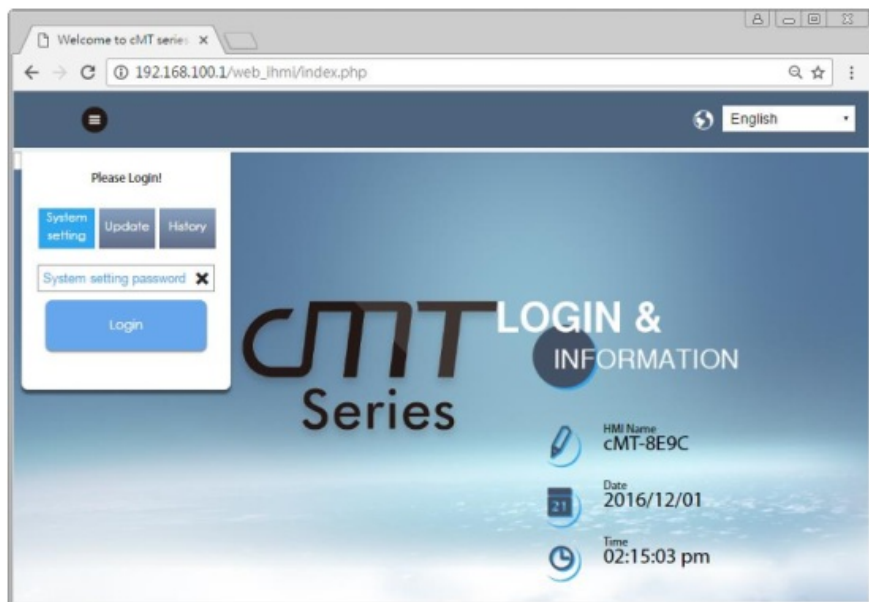 Welcome to cMT series
192.168.100.1/web_ihmi/index.php
English
Please Login!
System setting
Update
History
System setting password
Login
cMT
Series
LOGIN &
INFORMATION
HMI Name
cMT-8E9C
Date
21
2016/12/01
Time
02:15:03 pm